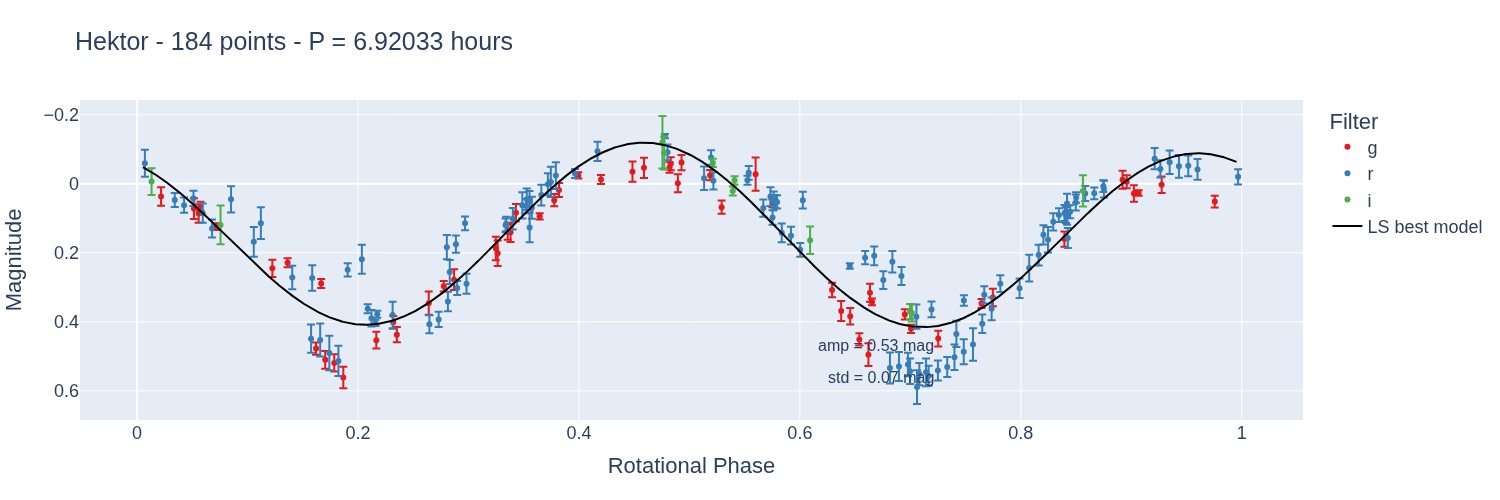 Hektor - 184 points - P = 6.92033 hours
Filter
g
r
i
LS best model
Magnitude
−0.2
0
0.2
0.4
0.6
amp = 0.53 mag
std = 0.07 mag
0
0.2
0.4
0.6
0.8
1
Rotational Phase